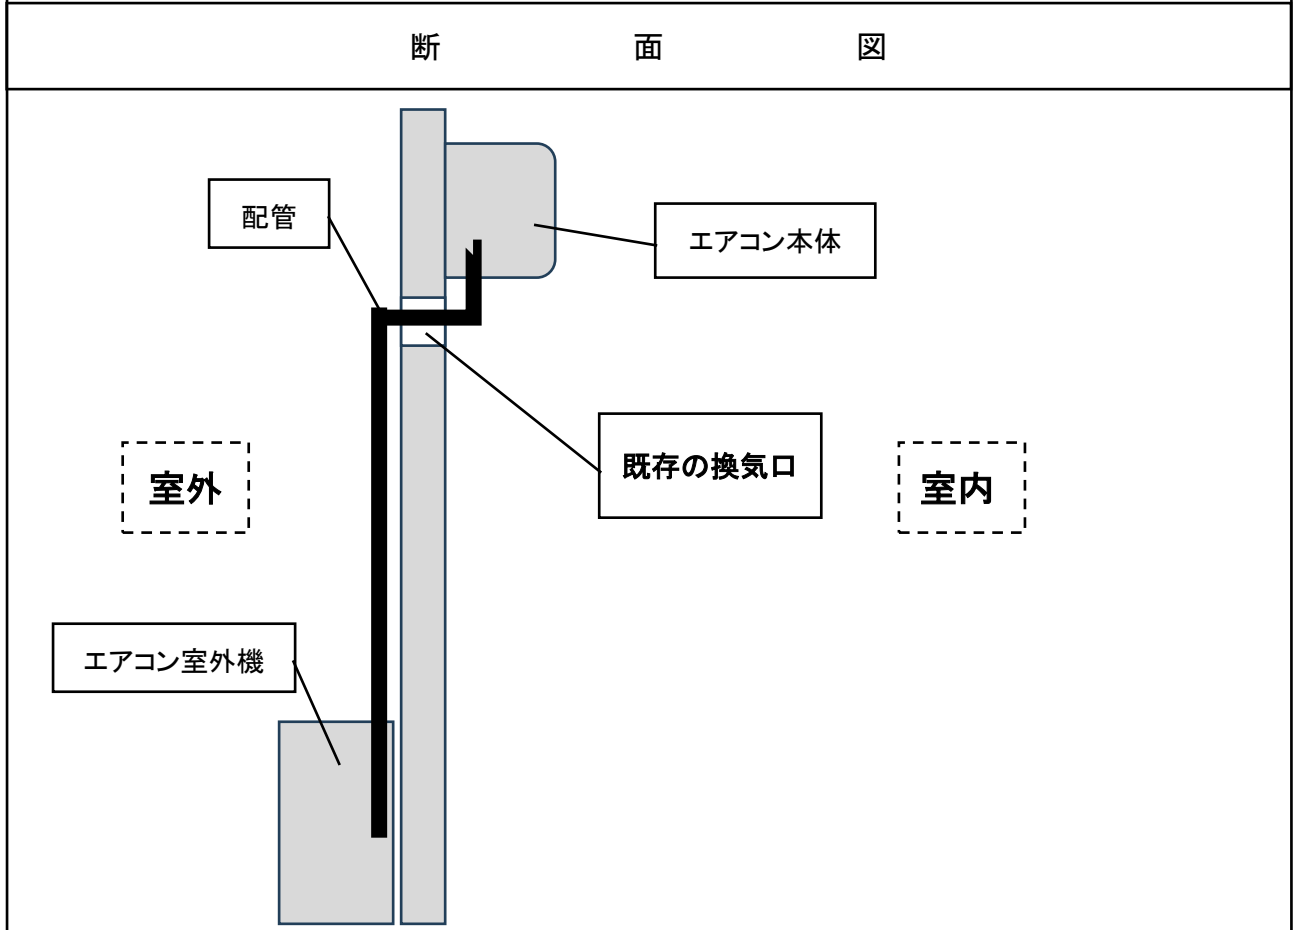 断 面 図
配管
エアコン本体
既存の換気口
室外
室内
エアコン室外機